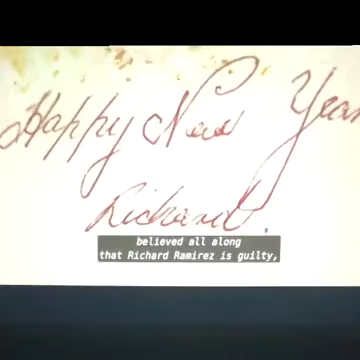 Happy New Year
Richard.
believed all along
that Richard Ramirez is guilty,